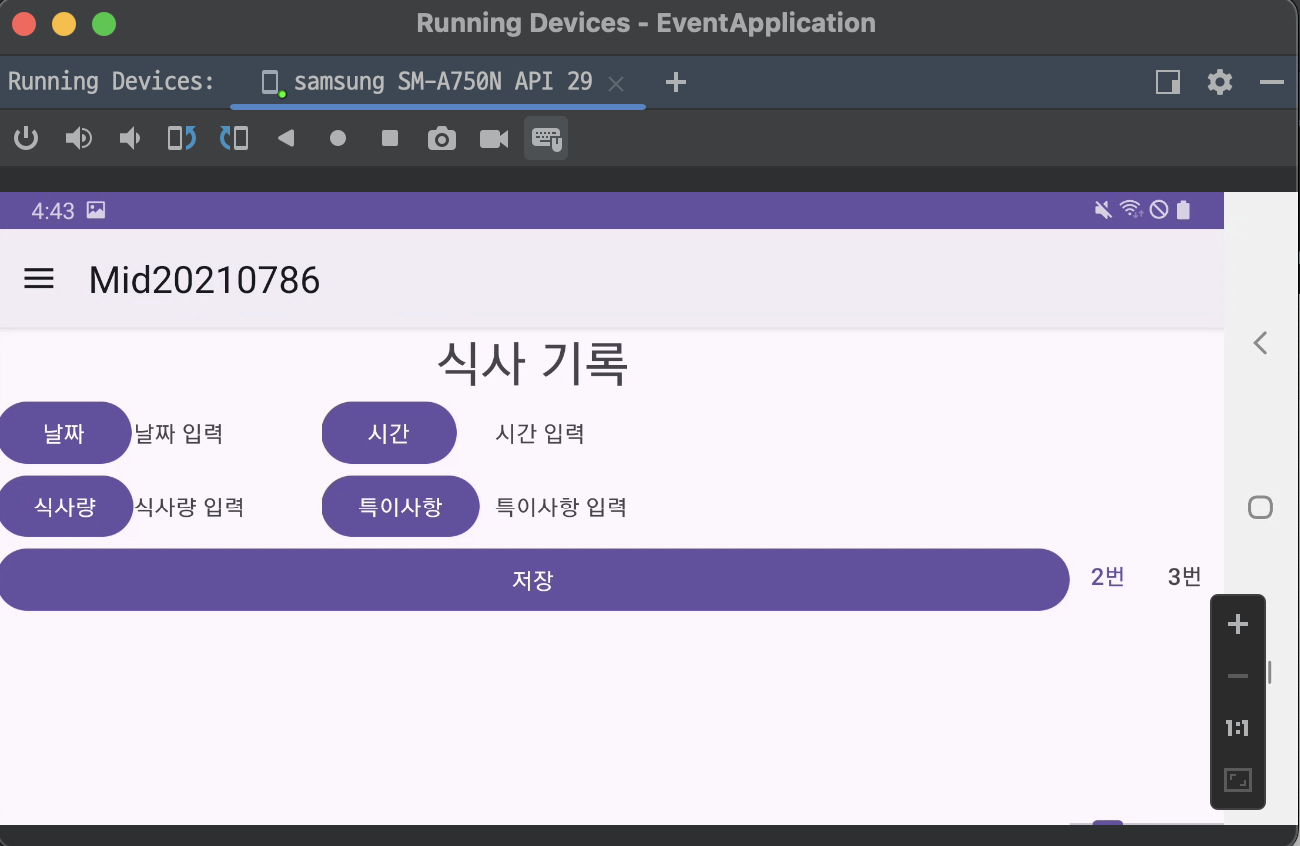 Running Devices - EventApplication
Running Devices: samsung SM-A750N API 29
4:43
Mid20210786
식사 기록
날짜 날짜 입력 시간 시간 입력
식사량 식사량 입력 특이사항 특이사항 입력
저장 2번 3번
1:1